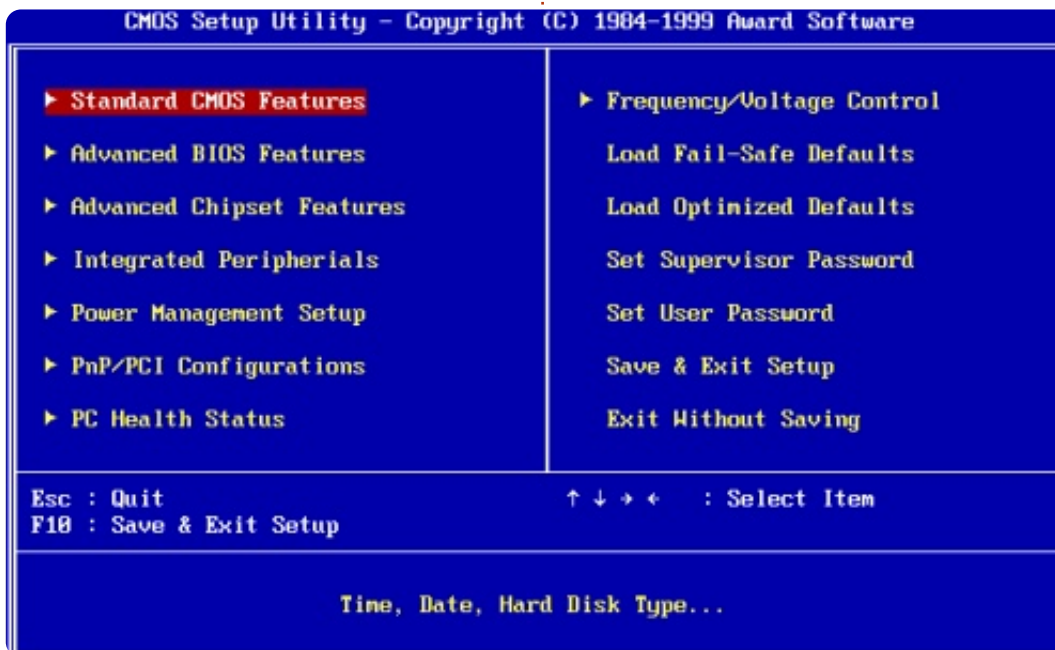 CMOS Setup Utility - Copyright (C) 1984-1999 Award Software
▶ Standard CMOS Features
▶ Advanced BIOS Features
▶ Advanced Chipset Features
▶ Integrated Peripherials
▶ Power Management Setup
▶ PnP/PCI Configurations
▶ PC Health Status
▶ Frequency/Voltage Control
Load Fail-Safe Defaults
Load Optimized Defaults
Set Supervisor Password
Set User Password
Save & Exit Setup
Exit Without Saving
Esc : Quit
F10 : Save & Exit Setup
↑ ↓ → ← : Select Item
Time, Date, Hard Disk Type...